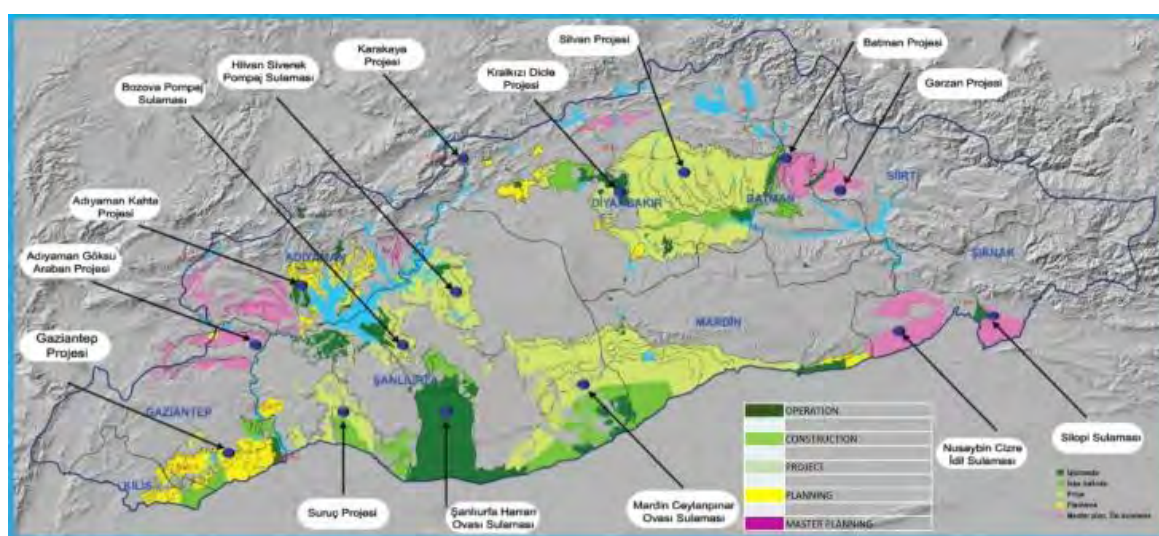 Karakaya
Projesi
Silvan Projesi
Batman Projesi
Hilvan Siverek
Pompaj Sulaması
Kralkızı Dicle
Projesi
Garzan Projesi
Bozova Pompaj
Sulaması
SİİRT
DİYARBAKIR
BATMAN
Adıyaman Kahta
Projesi
ADIYAMAN
ŞIRNAK
Adıyaman Göksu
Araban Projesi
MARDİN
Gaziantep
Projesi
ŞANLIURFA
GAZİANTEP
OPERATION
CONSTRUCTION
PROJECT
PLANNING
MASTER PLANNING
Silopi Sulaması
Nusaybin Cizre
İdil Sulaması
KİLİS
Suruç Projesi
Şanlıurfa Harran
Ovası Sulaması
Mardin Ceylanpınar
Ovası Sulaması
İşletmede
Proje
Planlama